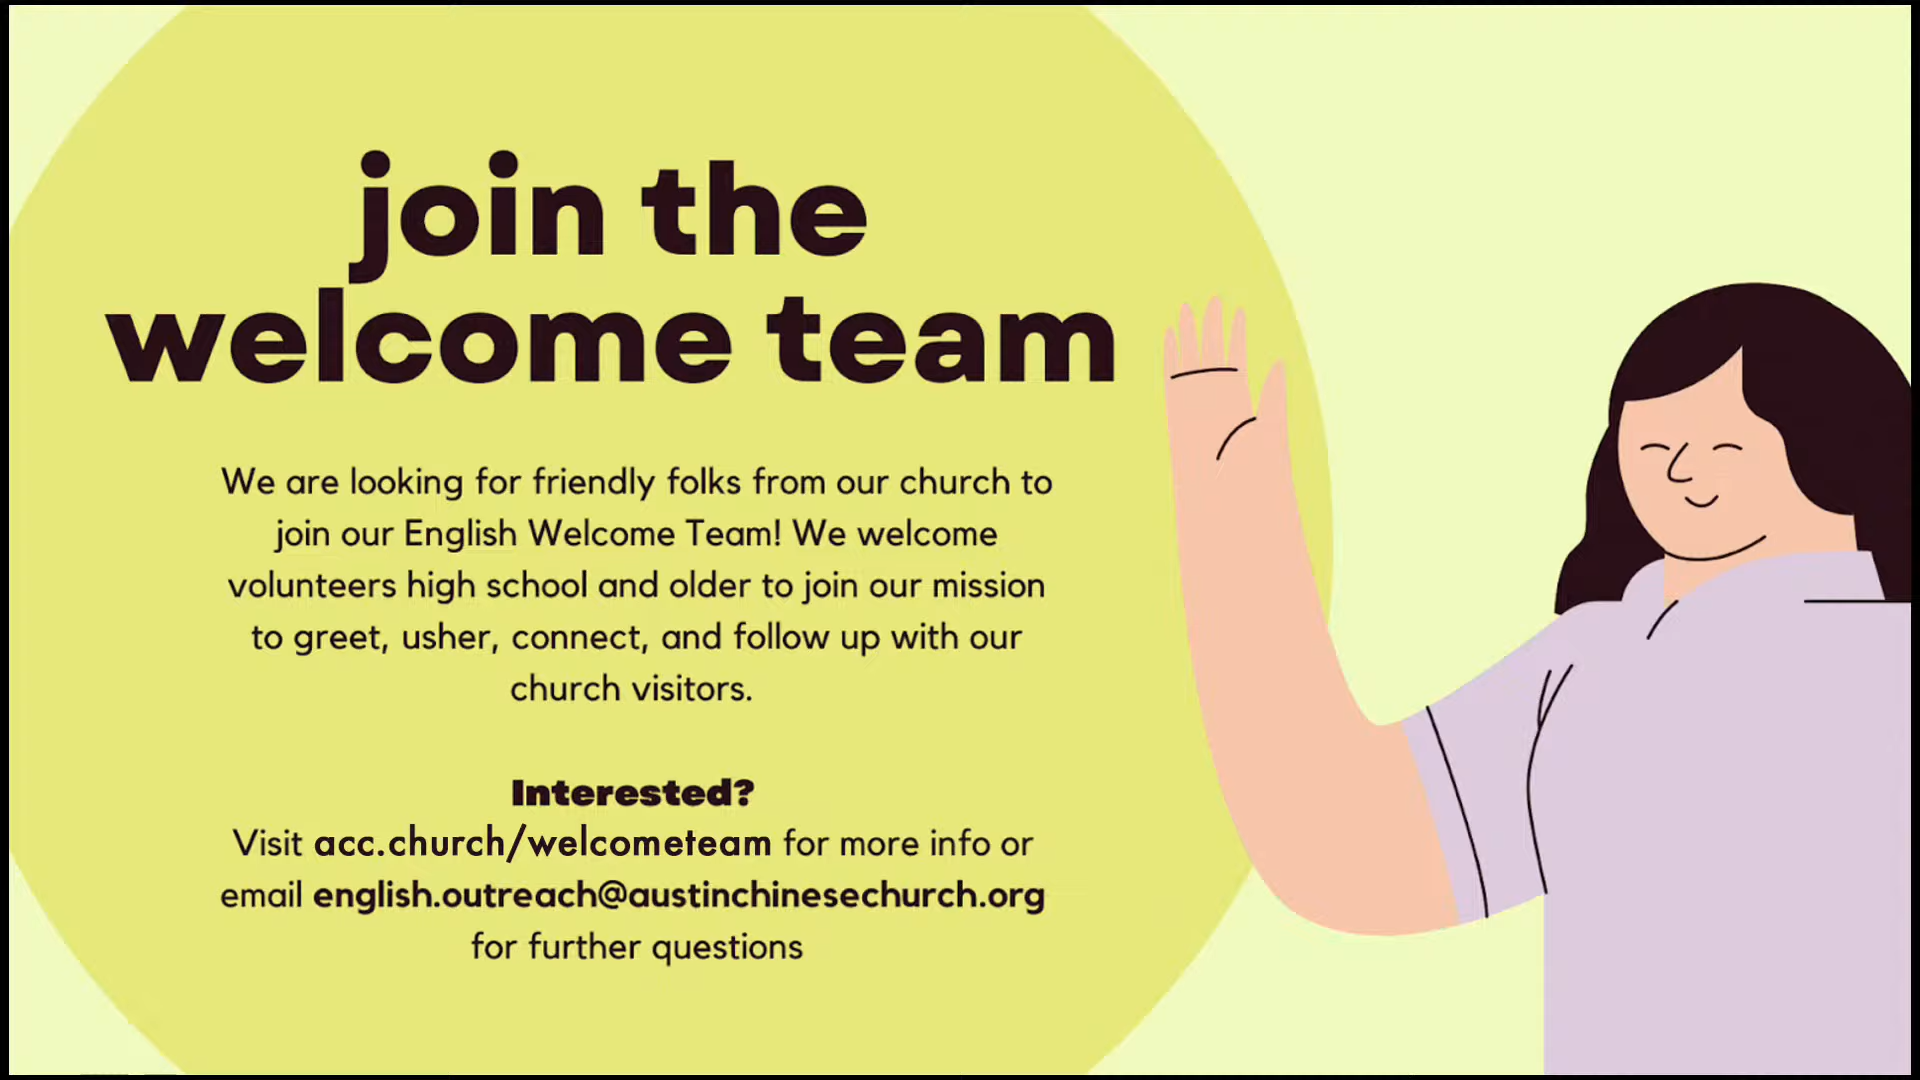 join the
welcome team
We are looking for friendly folks from our church to
join our English Welcome Team! We welcome
volunteers high school and older to join our mission
to greet, usher, connect, and follow up with our
church visitors.
Interested?
Visit acc.church/welcometeam for more info or
email english.outreach@austinchinesechurch.org
for further questions